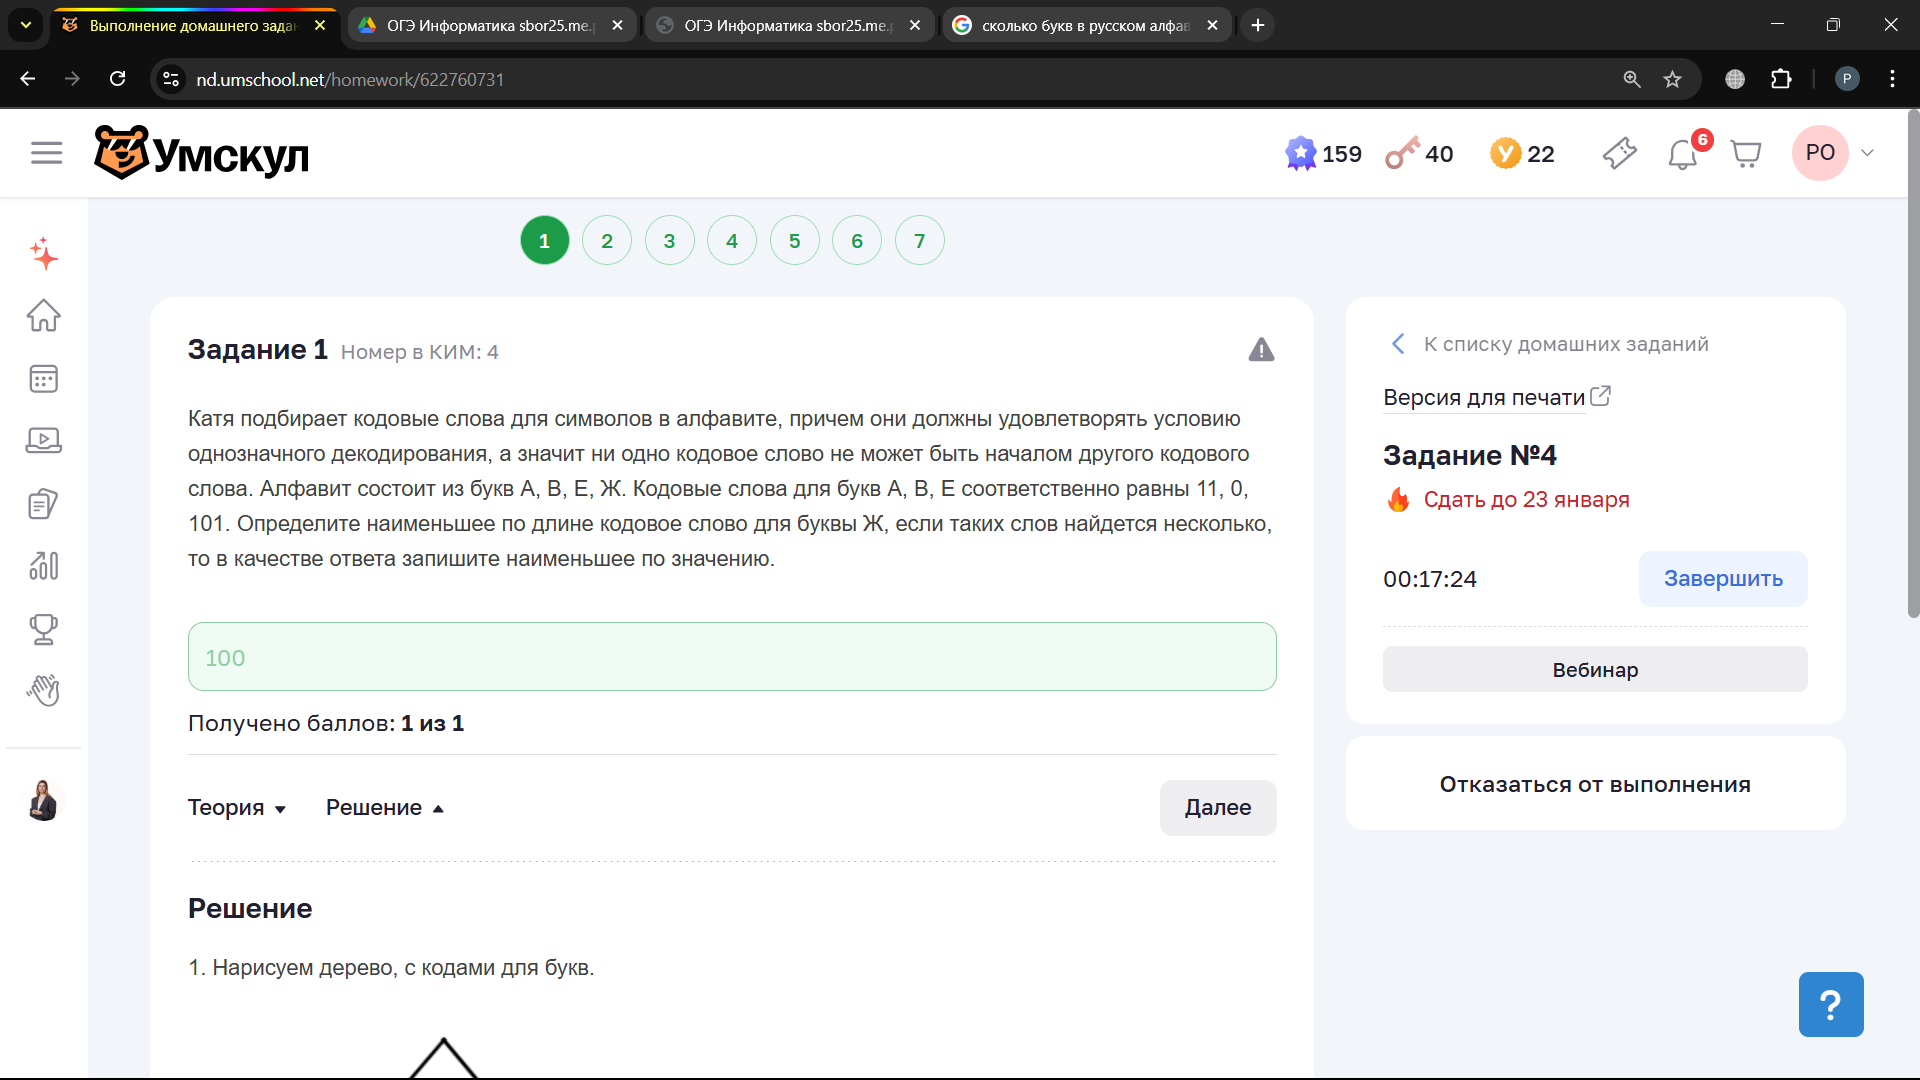 Выполнение домашнего зада
ОГЭ Информатика sbor25.me.
ОГЭ Информатика sbor25.me.
сколько букв в русском алфав
nd.umschool.net/homework/622760731
P
Умскул
159
40
У
22
6
PO
1
2
3
4
5
6
7
Задание 1 Номер в КИМ: 4
Катя подбирает кодовые слова для символов в алфавите, причем они должны удовлетворять условию
однозначного декодирования, а значит ни одно кодовое слово не может быть началом другого кодового
слова. Алфавит состоит из букв А, В, Е, Ж. Кодовые слова для букв А, В, Е соответственно равны 11, 0,
101. Определите наименьшее по длине кодовое слово для буквы Ж, если таких слов найдется несколько,
то в качестве ответа запишите наименьшее по значению.
100
Получено баллов: 1 из 1
Теория
Решение
Далее
Решение
1. Нарисуем дерево, с кодами для букв.
К списку домашних заданий
Версия для печати
Задание №4
Сдать до 23 января
00:17:24
Завершить
Вебинар
Отказаться от выполнения
?